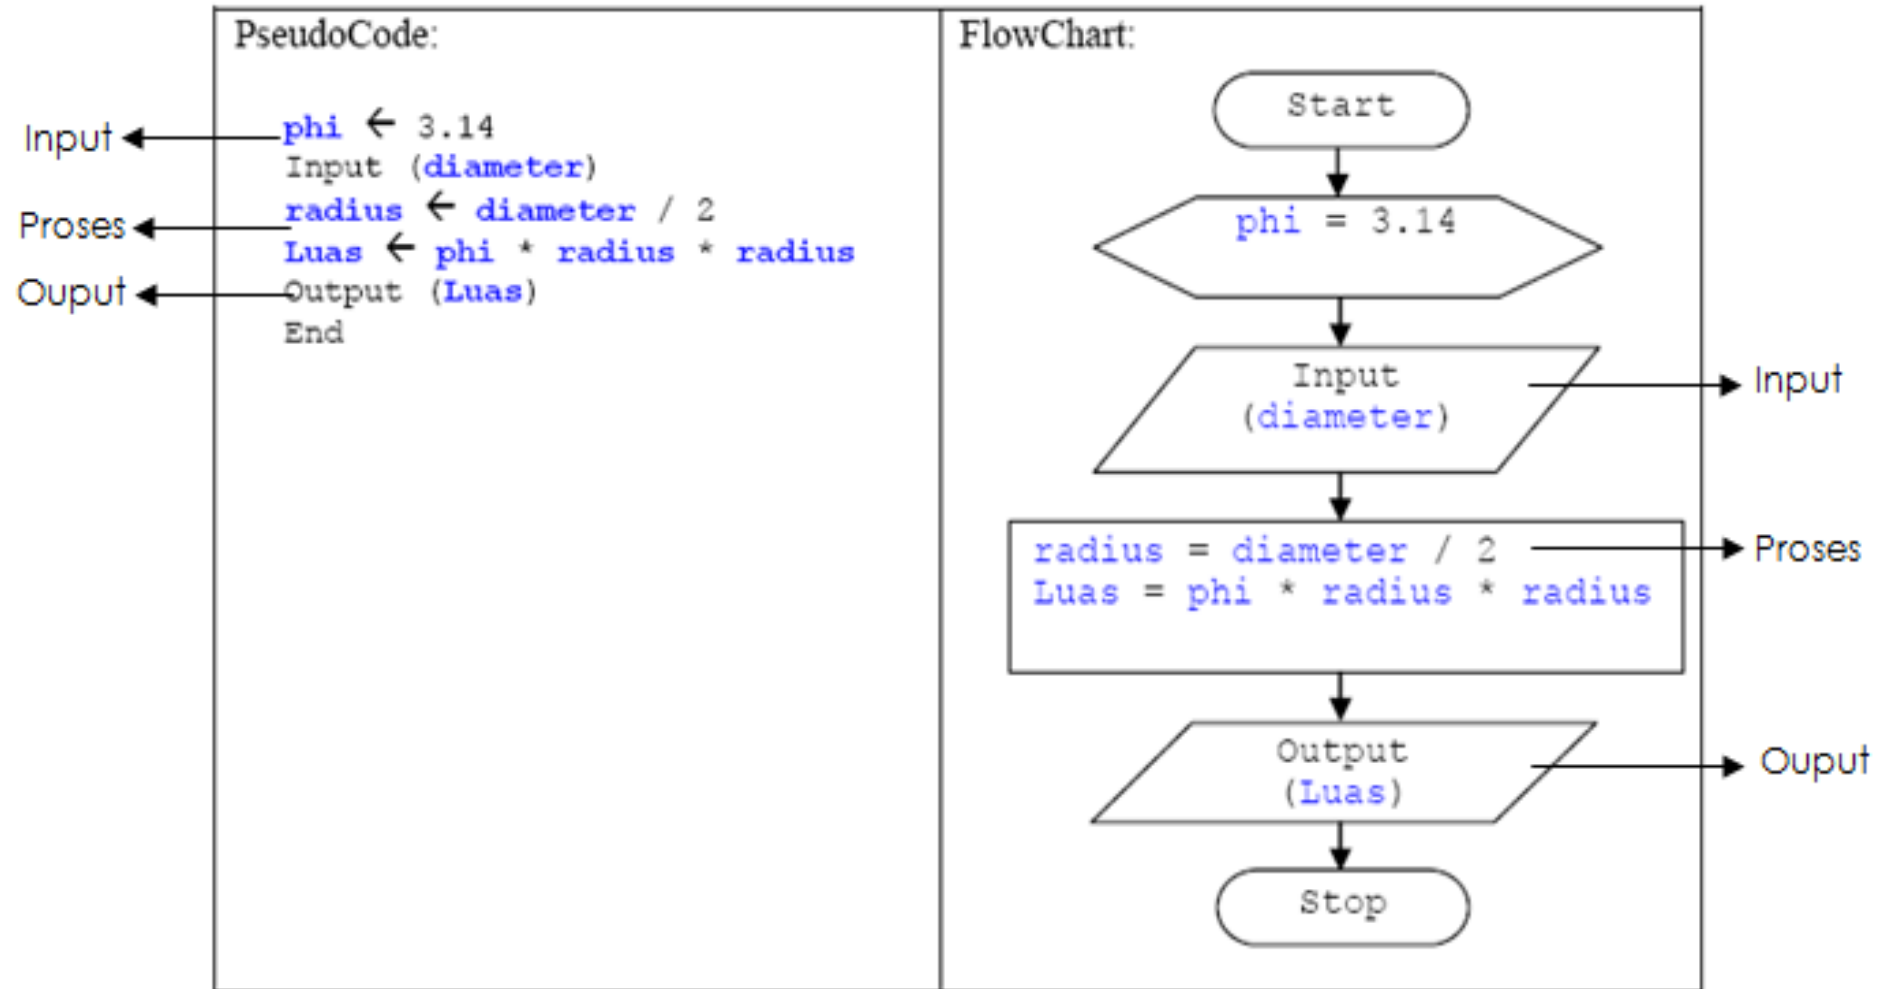 PseudoCode:
Input
phi ← 3.14
Input (diameter)
Proses
radius ← diameter / 2
Luas ← phi * radius * radius
Ouput
Output (Luas)
End
FlowChart:
Start
phi = 3.14
Input
(diameter)
Input
radius = diameter / 2
Luas = phi * radius * radius
Proses
Output
(Luas)
Ouput
Stop